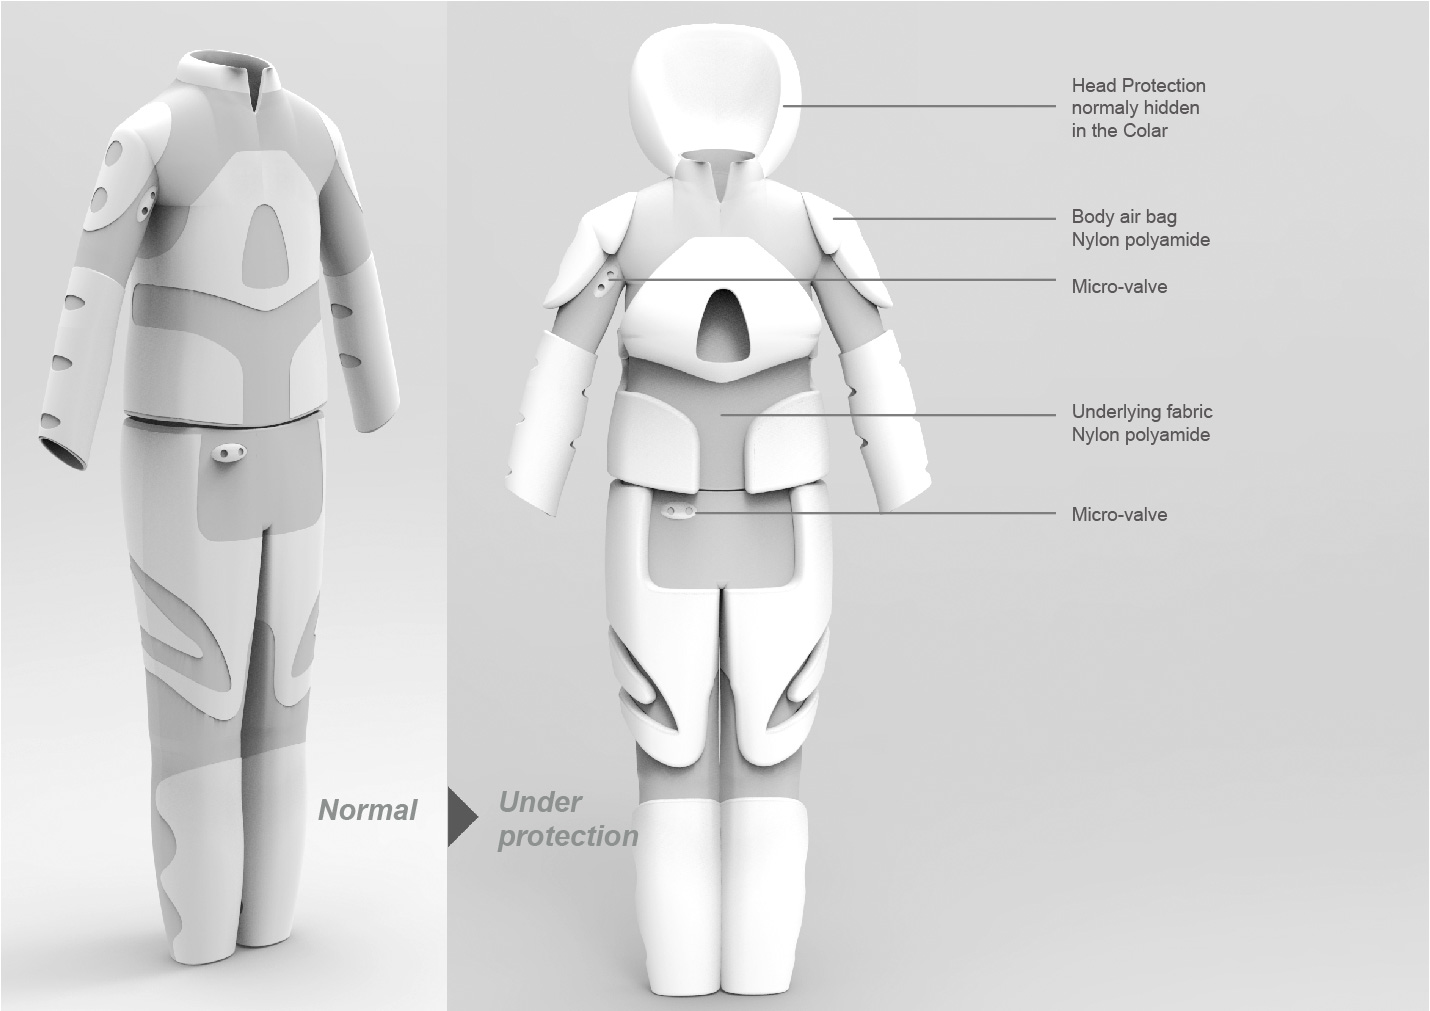 Head Protection
normaly hidden
in the Colar
Body air bag
Nylon polyamide
Micro-valve
Underlying fabric
Nylon polyamide
Micro-valve
Normal
Under
protection